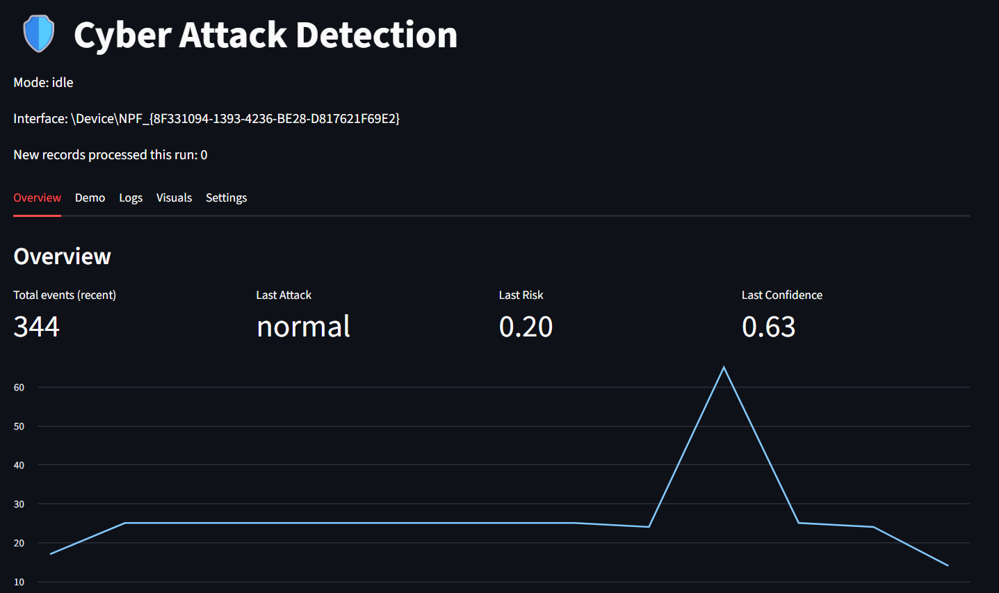 Cyber Attack Detection
Mode: idle
Interface: \Device\NPF_{8F331094-1393-4236-BE28-D817621F69E2}
New records processed this run: 0
Overview Demo Logs Visuals Settings
Overview
Total events (recent) Last Attack Last Risk Last Confidence
344 normal 0.20 0.63
60
50
40
30
20
10